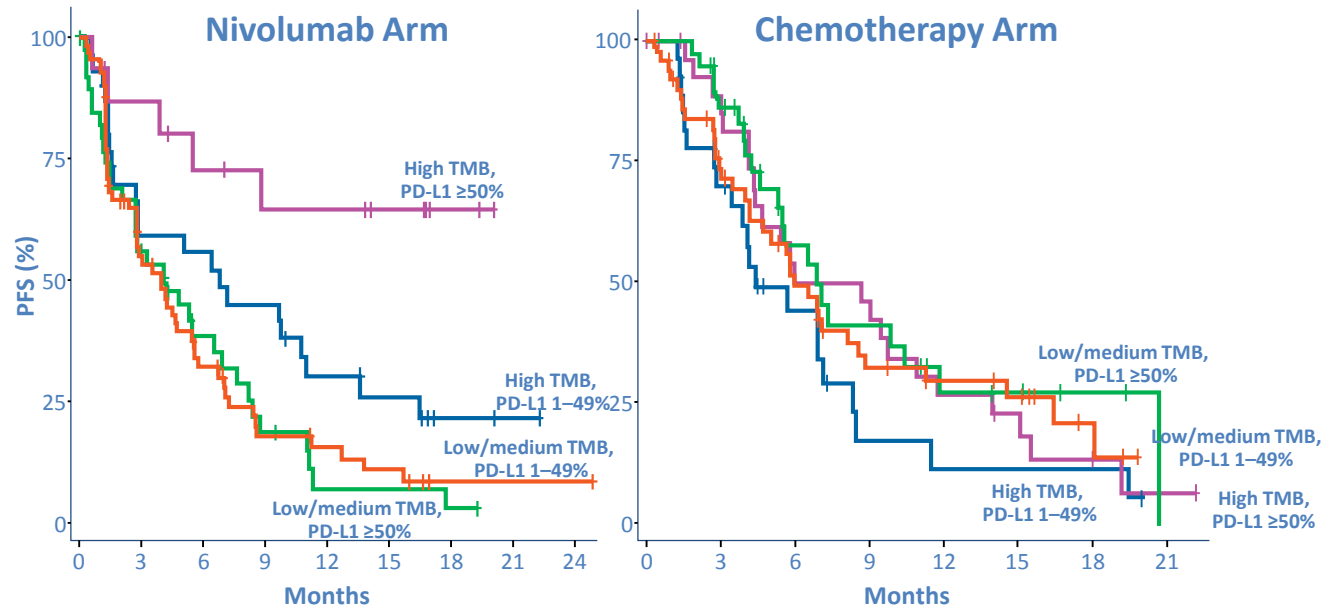 Nivolumab Arm
Chemotherapy Arm
PFS (%)
100
75
50
25
0
High TMB,
PD-L1 ≥50%
High TMB,
PD-L1 1–49%
Low/medium TMB,
PD-L1 1–49%
Low/medium TMB,
PD-L1 ≥50%
0 3 6 9 12 15 18 21 24
Months
100
75
50
25
0
Low/medium TMB,
PD-L1 ≥50%
Low/medium TMB,
PD-L1 1–49%
High TMB,
PD-L1 1–49%
High TMB,
PD-L1 ≥50%
0 3 6 9 12 15 18 21
Months